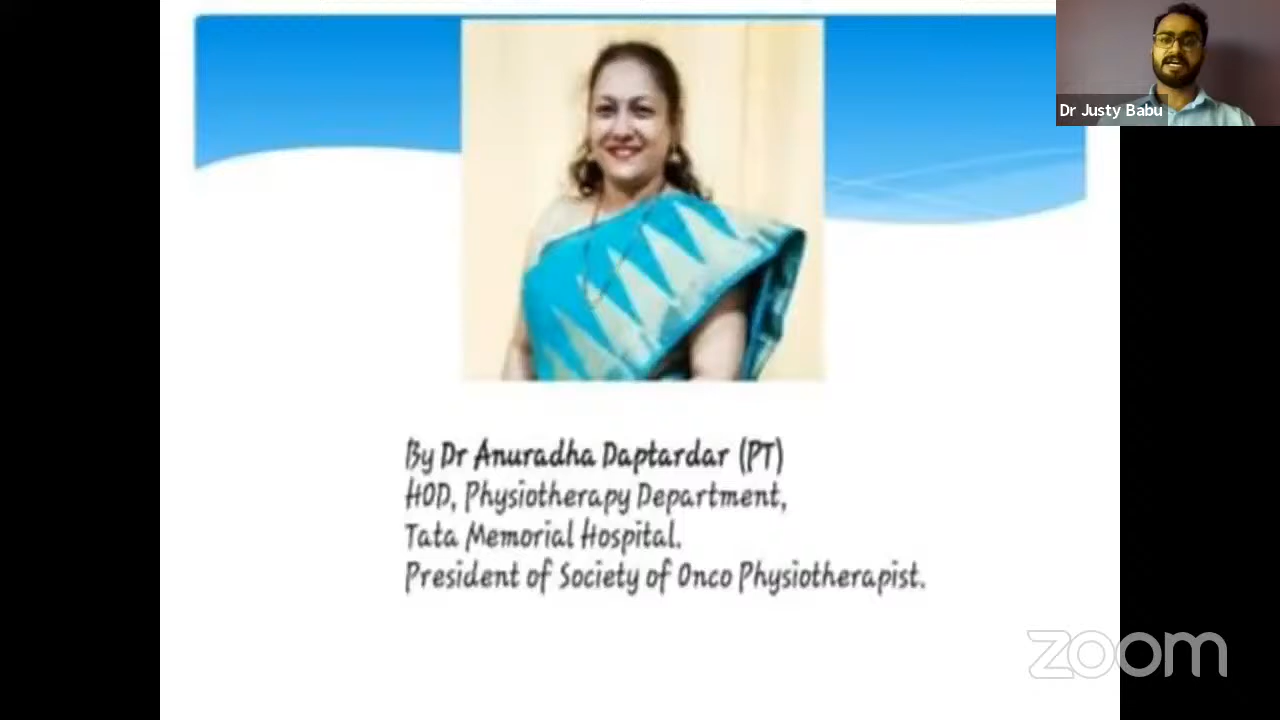 Dr Justy Babu
By Dr Anuradha Daptardar (PT)
HOD, Physiotherapy Department,
Tata Memorial Hospital.
President of Society of Onco Physiotherapist.
zoom